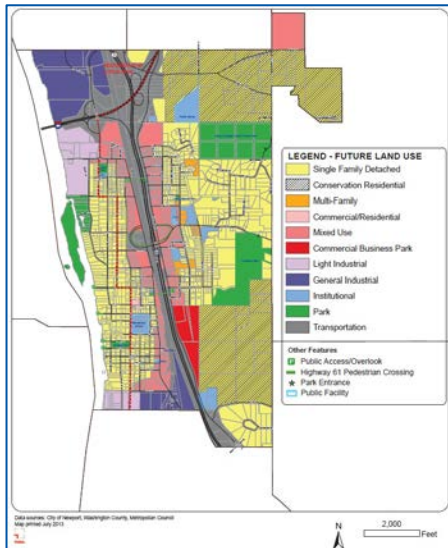 LEGEND - FUTURE LAND USE
Single Family Detached
Conservation Residential
Multi-Family
Commercial/Residential
Mixed Use
Commercial Business Park
Light Industrial
General Industrial
Institutional
Park
Transportation
Other Features
Public Access/Overlook
Highway 61 Pedestrian Crossing
Park Entrance
Public Facility
Data sources: City of Newport, Washington County, Metropolitan Council
Map printed July 2013
N
2,000
Feet